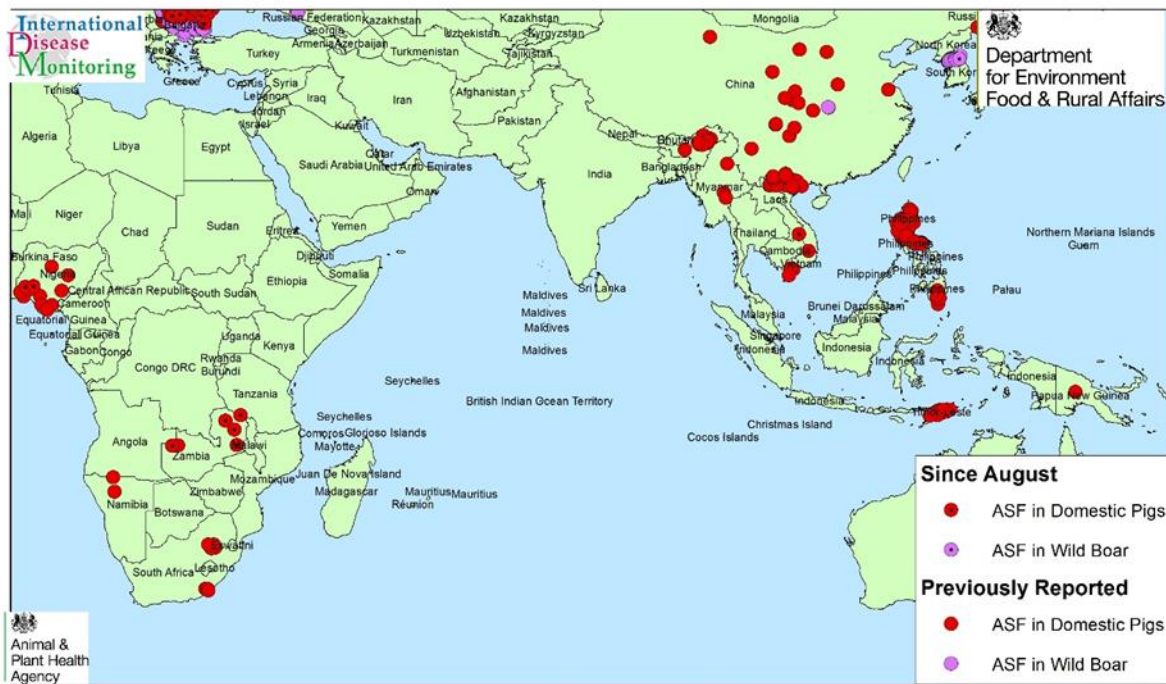 International
Disease
Monitoring
Department
for Environment
Food & Rural Affairs
Russian Federation
Georgia
Armenia
Azerbaijan
Kazakhstan
Kazakhstan
Uzbekistan
Kyrgyzstan
Mongolia
Turkey
Turkmenistan
Tajikistan
North Korea
South Kor
Greece
Cyprus
Syria
Lebanon
Tunisia
Iraq
Iran
Afghanistan
China
Jordan
Israel
Algeria
Libya
Egypt
Kuwait
Pakistan
Nepal
Bhutan
Saudi Arabia
Qatar
United Arab Emirates
Bangladesh
India
Oman
Myanmar
Laos
Mali
Niger
Chad
Sudan
Eritrea
Yemen
Thailand
Philippines
Northern Mariana Islands
Guam
Burkina Faso
Djibouti
Cambodia
Vietnam
Philippines
Philippines
Nigeria
Ethiopia
Somalia
Philippines
Philippines
Central African Republic
South Sudan
Sri Lanka
Philippines
Palau
Cameroon
Maldives
Maldives
Maldives
Maldives
Brunei Darussalam
Malaysia
Malaysia
Equatorial Guinea
Equatorial Guinea
Uganda
Kenya
Singapore
Gabon
Congo
Rwanda
Burundi
Congo DRC
Indonesia
Indonesia
Indonesia
Indonesia
Tanzania
Seychelles
British Indian Ocean Territory
Indonesia
Papua New Guinea
Timor-Leste
Seychelles
Christmas Island
Cocos Islands
Angola
Zambia
Malawi
Comoros
Glorioso Islands
Mayotte
Mozambique
Juan De Nova Island
Namibia
Zimbabwe
Madagascar
Mauritius
Mauritius
Réunion
Botswana
Eswatini
South Africa
Lesotho
Since August
ASF in Domestic Pigs
ASF in Wild Boar
Previously Reported
ASF in Domestic Pigs
ASF in Wild Boar
Animal &
Plant Health
Agency